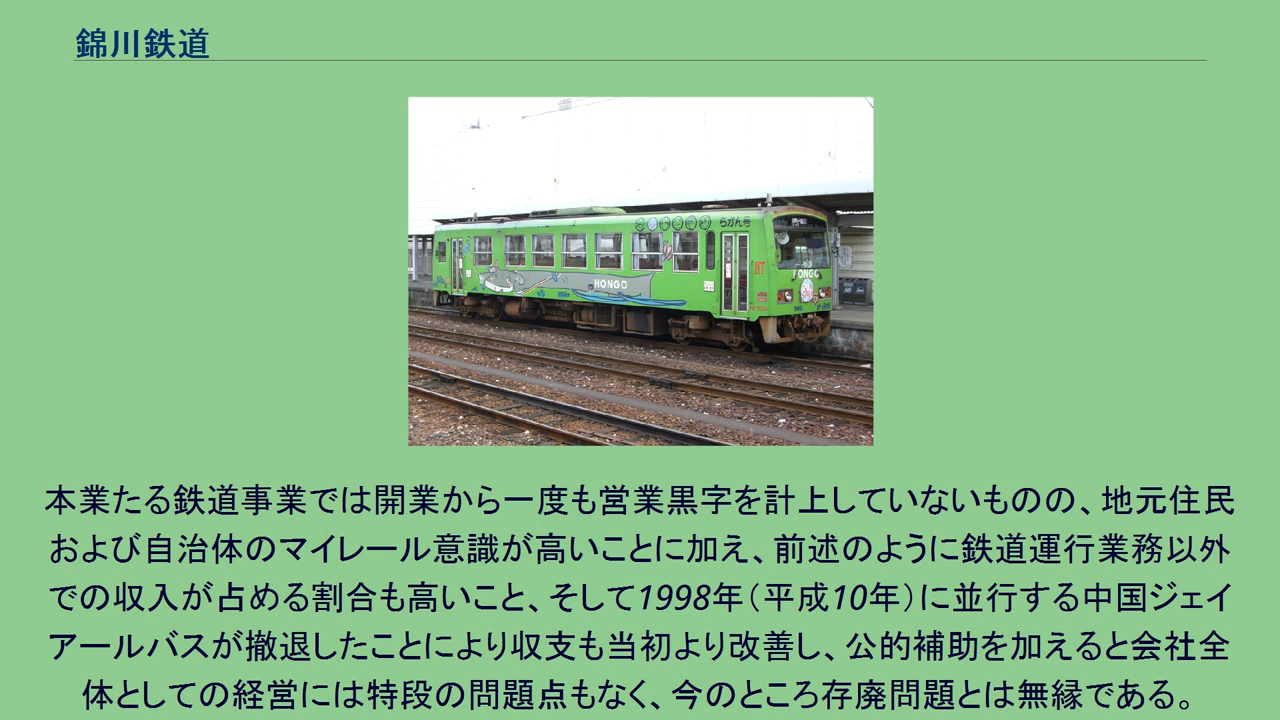 錦川鉄道
らかん号
HT
HONGO
HONGO
本業たる鉄道事業では開業から一度も営業黒字を計上していないものの、地元住民
および自治体のマイレール意識が高いことに加え、前述のように鉄道運行業務以外
での収入が占める割合も高いこと、そして1998年（平成10年）に並行する中国ジェイ
アールバスが撤退したことにより収支も当初より改善し、公的補助を加えると会社全
体としての経営には特段の問題点もなく、今のところ存廃問題とは無縁である。